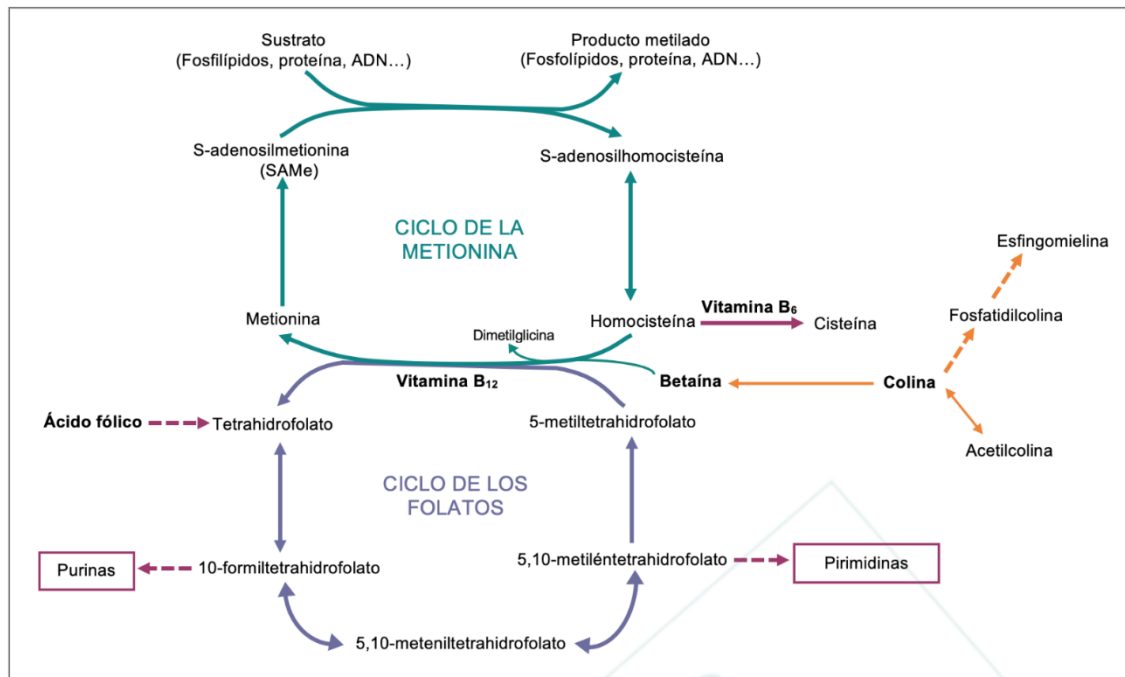 Sustrato
(Fosfilípidos, proteína, ADN...)
Producto metilado
(Fosfolípidos, proteína, ADN...)
S-adenosilmetionina
(SAMe)
S-adenosilhomocisteína
CICLO DE LA
METIONINA
Esfingomielina
Metionina
Homocisteína
Vitamina B₆
Cisteína
Fosfatidilcolina
Dimetilglicina
Vitamina B₁₂
Betaína
Colina
Ácido fólico
Tetrahidrofolato
5-metiltetrahidrofolato
Acetilcolina
CICLO DE LOS
FOLATOS
Purinas
10-formiltetrahidrofolato
5,10-metiléntetrahidrofolato
Pirimidinas
5,10-meteniltetrahidrofolato